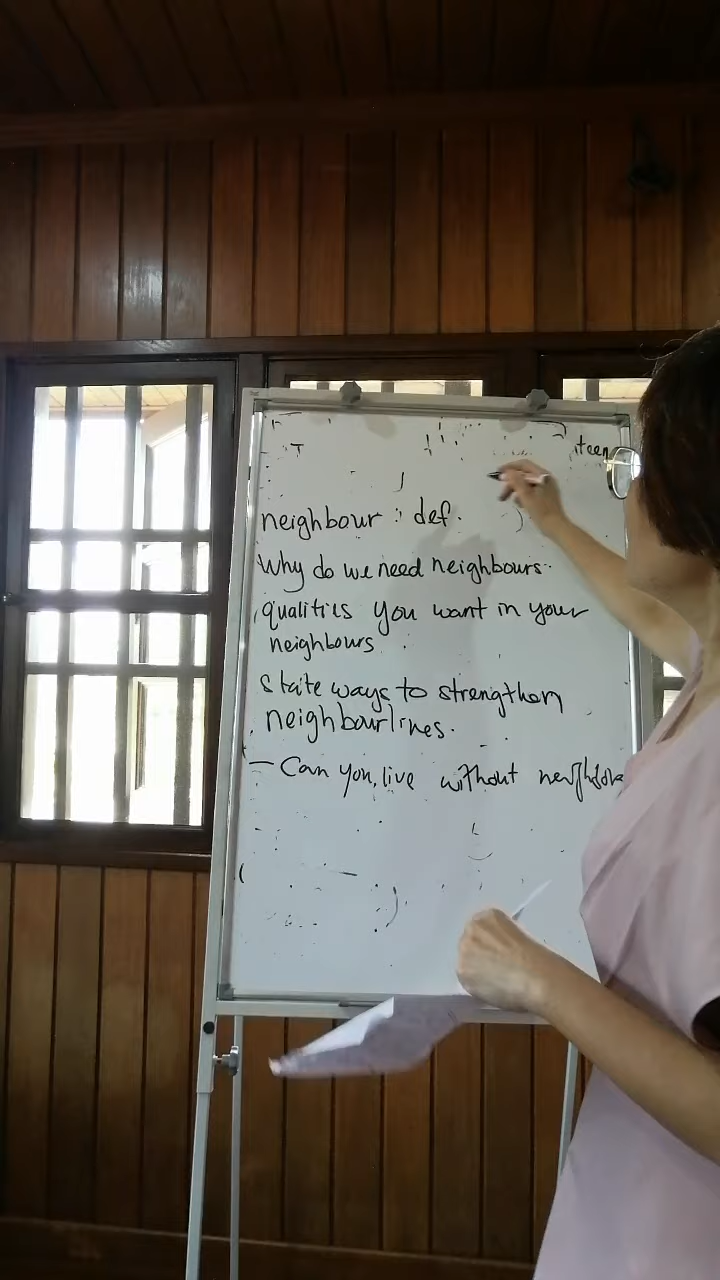 teen
neighbour : def.
Why do we need neighbours..
qualities you want in your
neighbours
State ways to strengthen
neighbourlines.
— Can you, live without